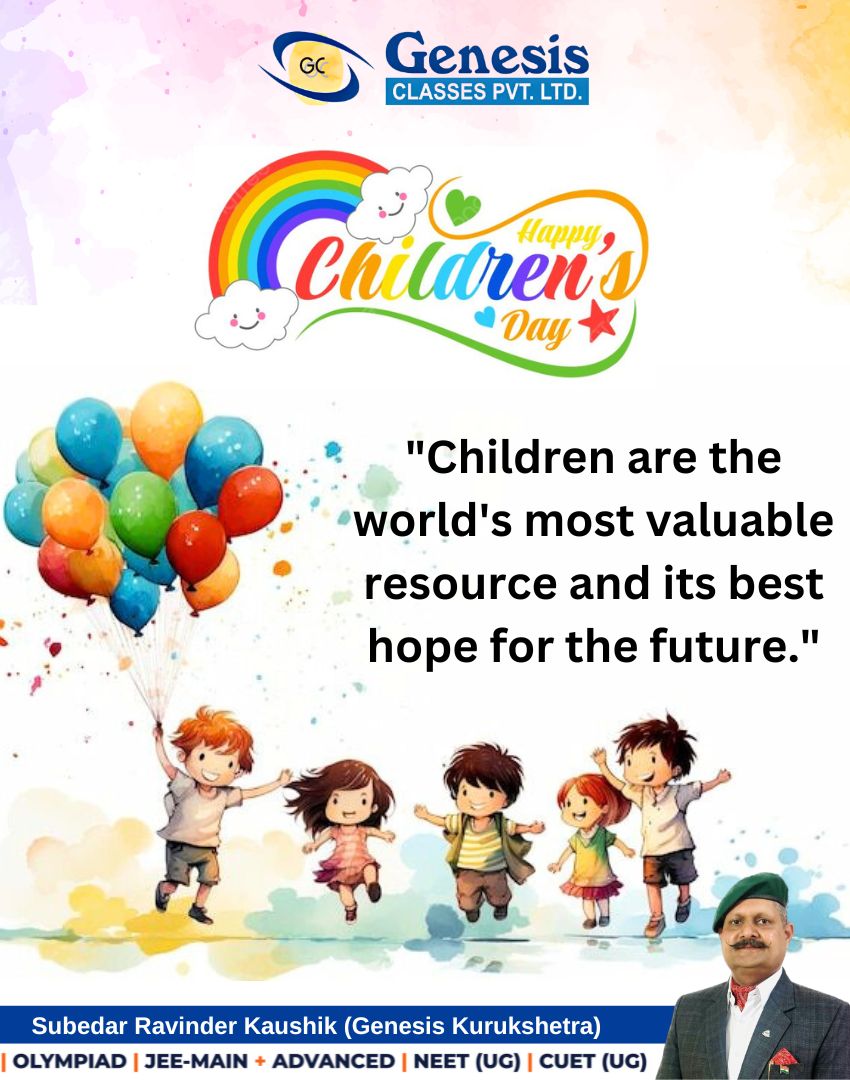 GC
Genesis
CLASSES PVT. LTD.
Happy
Children's
Day
"Children are the
world's most valuable
resource and its best
hope for the future."
Subedar Ravinder Kaushik (Genesis Kurukshetra)
| OLYMPIAD | JEE-MAIN + ADVANCED | NEET (UG) | CUET (UG)